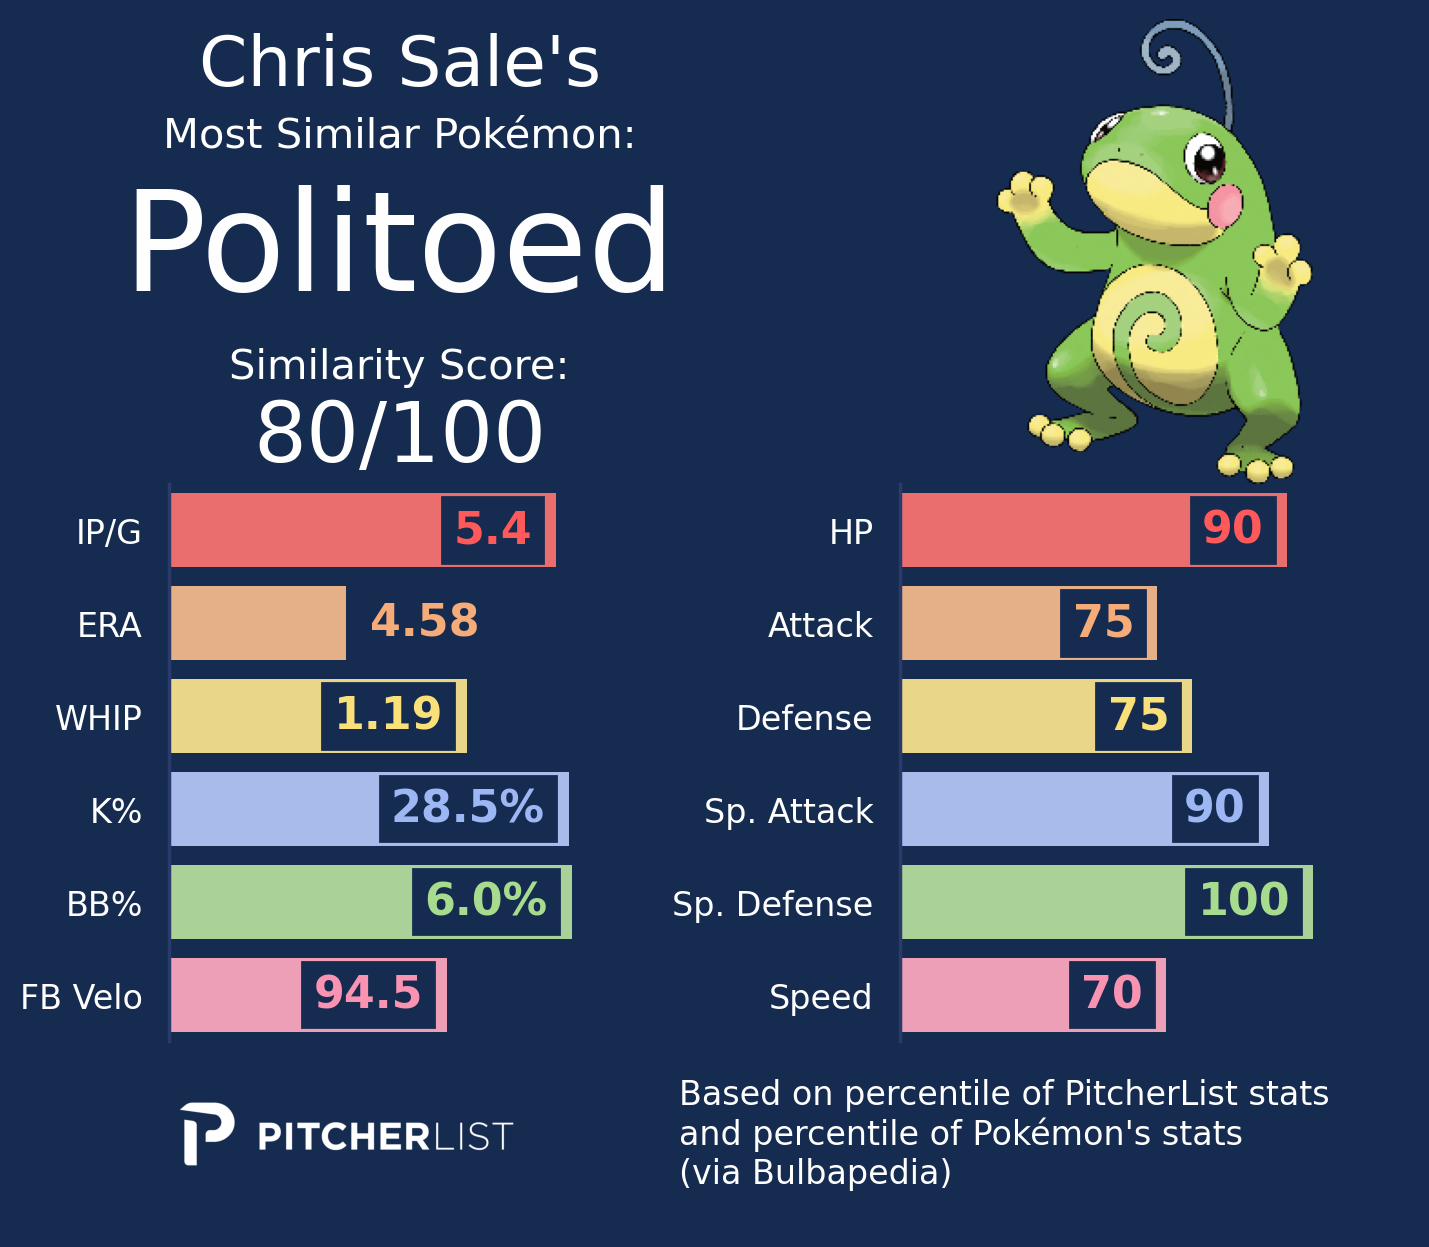 Chris Sale's
Most Similar Pokémon:
Politoed
Similarity Score:
80/100
IP/G 5.4
ERA 4.58
WHIP 1.19
K% 28.5%
BB% 6.0%
FB Velo 94.5
HP 90
Attack 75
Defense 75
Sp. Attack 90
Sp. Defense 100
Speed 70
PITCHERLIST
Based on percentile of PitcherList stats
and percentile of Pokémon's stats
(via Bulbapedia)